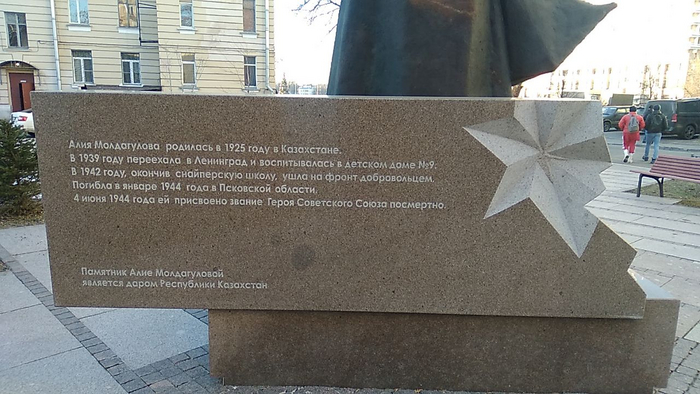 Алия Молдагулова родилась в 1925 году в Казахстане.
В 1939 году переехала в Ленинград и воспитывалась в детском доме №9.
В 1942 году, окончив снайперскую школу, ушла на фронт добровольцем.
Погибла в январе 1944 года в Псковской области.
4 июня 1944 года ей присвоено звание Героя Советского Союза посмертно.
Памятник Алие Молдагуловой
является даром Республики Казахстан